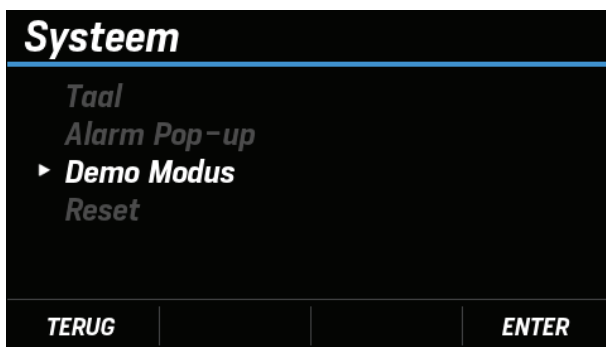 Systeem
Taal
Alarm Pop-up
Demo Modus
Reset
TERUG ENTER